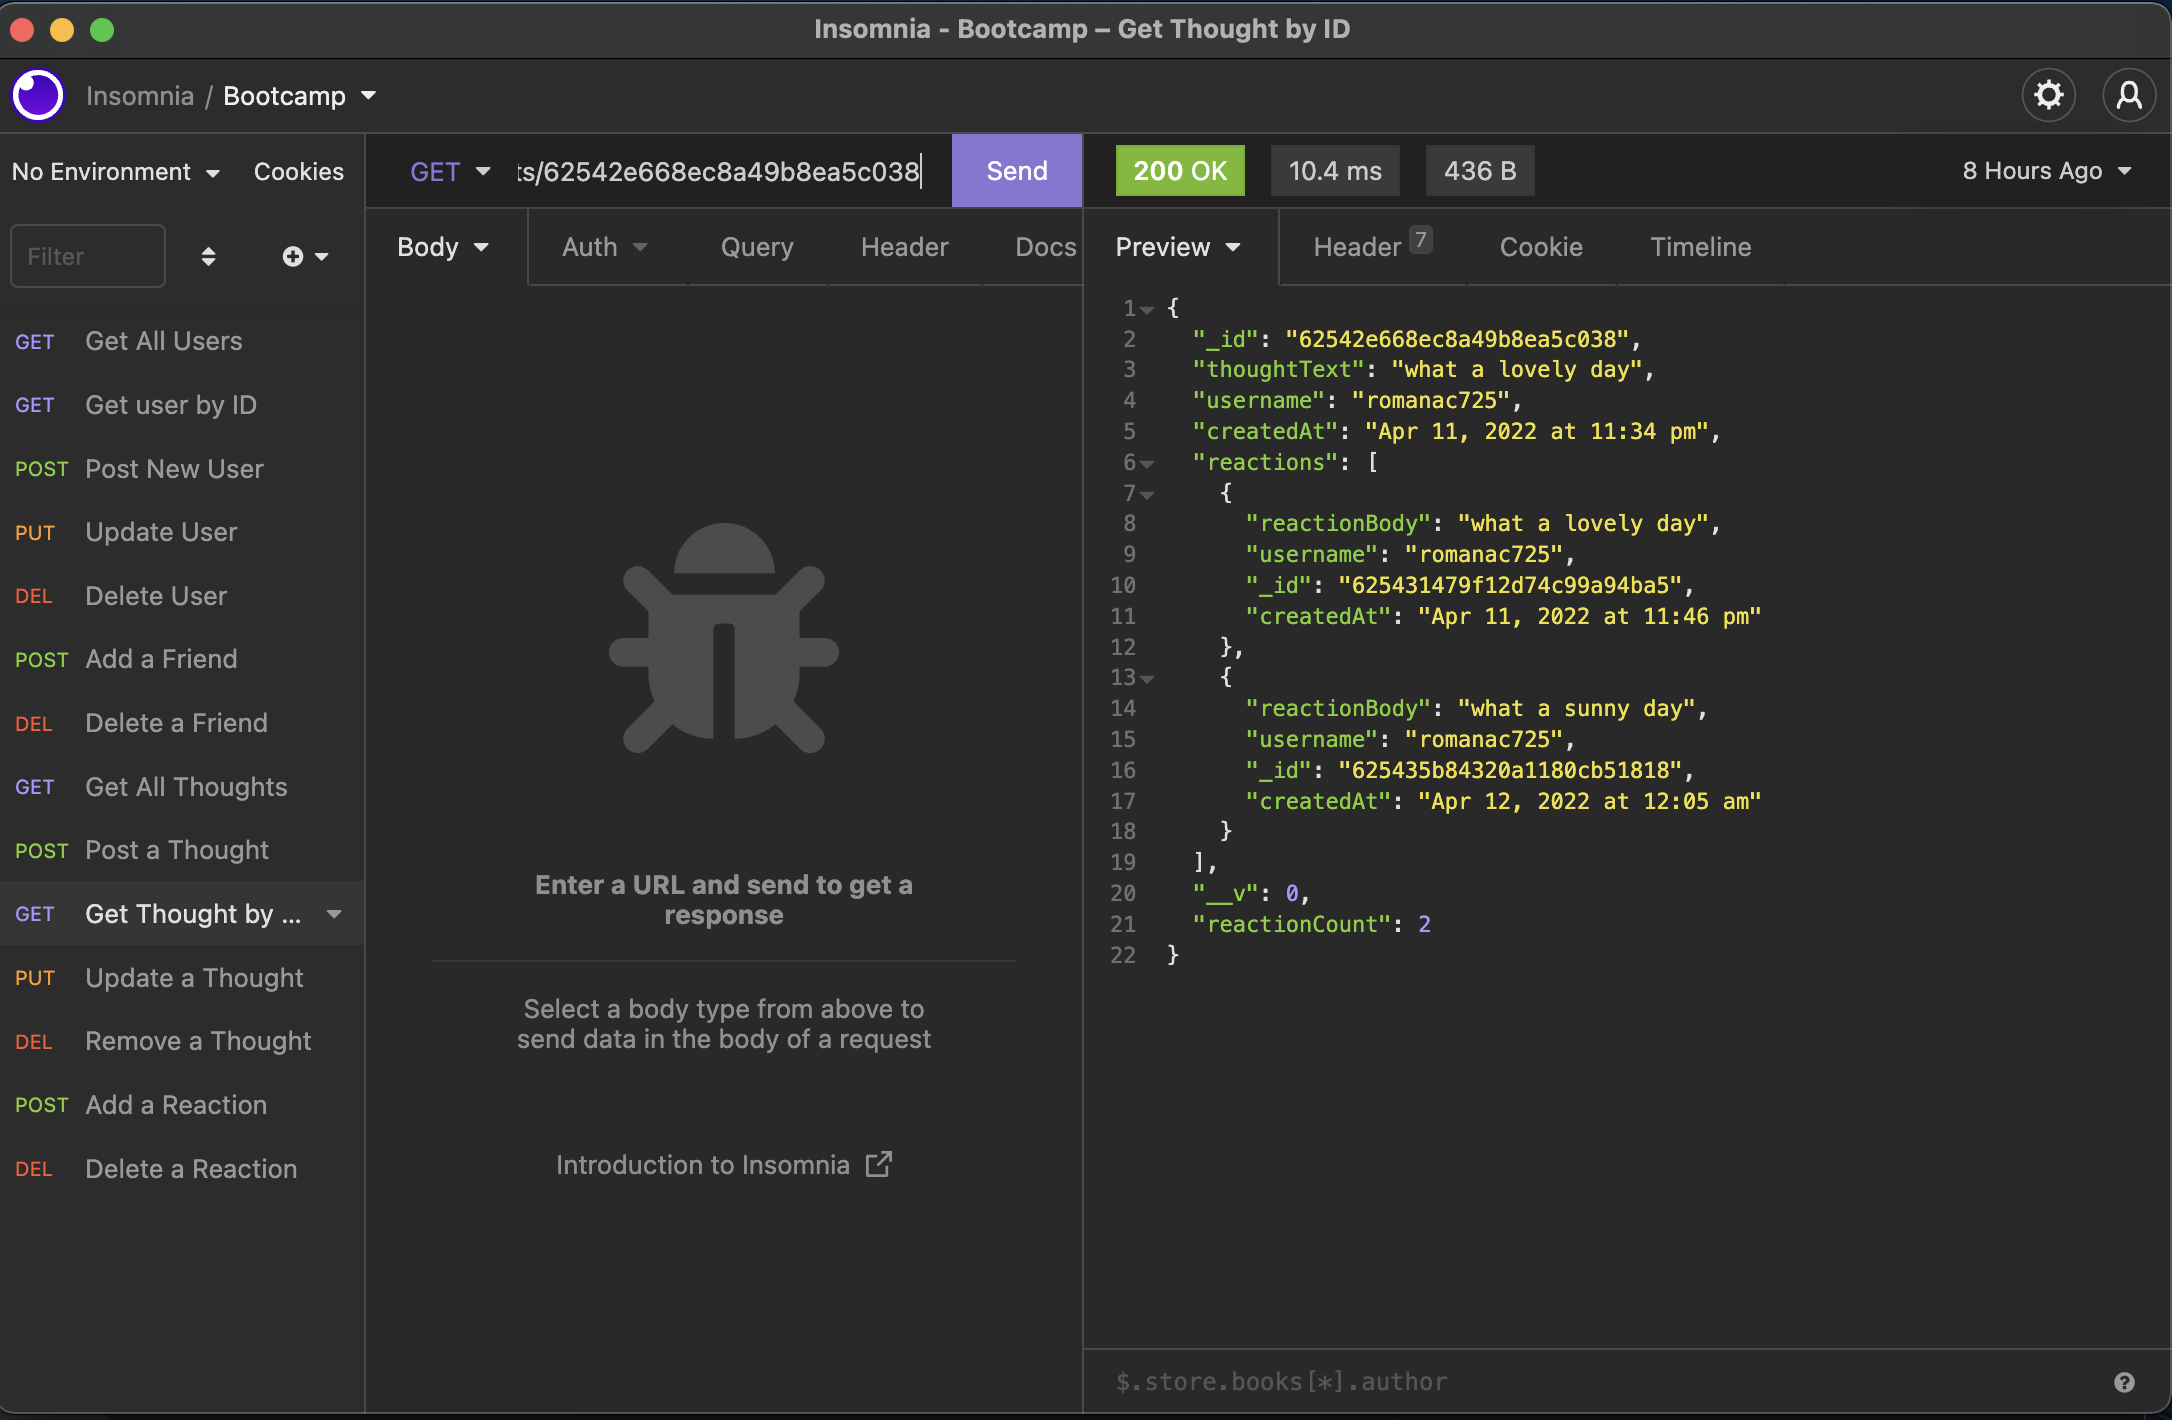 Insomnia - Bootcamp – Get Thought by ID
Insomnia / Bootcamp
No Environment Cookies
GET ts/62542e668ec8a49b8ea5c038 Send
200 OK 10.4 ms 436 B 8 Hours Ago
Filter
Body Auth Query Header Docs
Preview Header 7 Cookie Timeline
GET Get All Users
GET Get user by ID
POST Post New User
PUT Update User
DEL Delete User
POST Add a Friend
DEL Delete a Friend
GET Get All Thoughts
POST Post a Thought
GET Get Thought by ...
PUT Update a Thought
DEL Remove a Thought
POST Add a Reaction
DEL Delete a Reaction
Enter a URL and send to get a
response
Select a body type from above to
send data in the body of a request
Introduction to Insomnia
1 {
2 "_id": "62542e668ec8a49b8ea5c038",
3 "thoughtText": "what a lovely day",
4 "username": "romanac725",
5 "createdAt": "Apr 11, 2022 at 11:34 pm",
6 "reactions": [
7 {
8 "reactionBody": "what a lovely day",
9 "username": "romanac725",
10 "_id": "625431479f12d74c99a94ba5",
11 "createdAt": "Apr 11, 2022 at 11:46 pm"
12 },
13 {
14 "reactionBody": "what a sunny day",
15 "username": "romanac725",
16 "_id": "625435b84320a1180cb51818",
17 "createdAt": "Apr 12, 2022 at 12:05 am"
18 }
19 ],
20 "__v": 0,
21 "reactionCount": 2
22 }
$.store.books[*].author